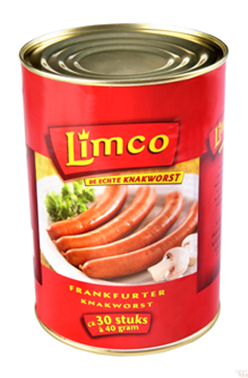 Limco
DE ECHTE KNAKWORST
FRANKFURTER
KNAKWORST
ca. 30 stuks
à 40 gram